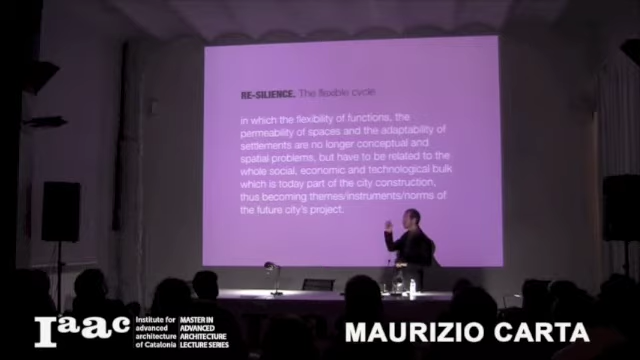 RE-SILIENCE. The flexible cycle
in which the flexibility of functions, the
permeability of spaces and the adaptability of
settlements are no longer conceptual and
spatial problems, but have to be related to the
whole social, economic and technological bulk
which is today part of the city construction,
thus becoming themes/instruments/norms of
the future city's project.
Iaac
Institute for
advanced
architecture
of Catalonia
MASTER IN
ADVANCED
ARCHITECTURE
LECTURE SERIES
MAURIZIO CARTA